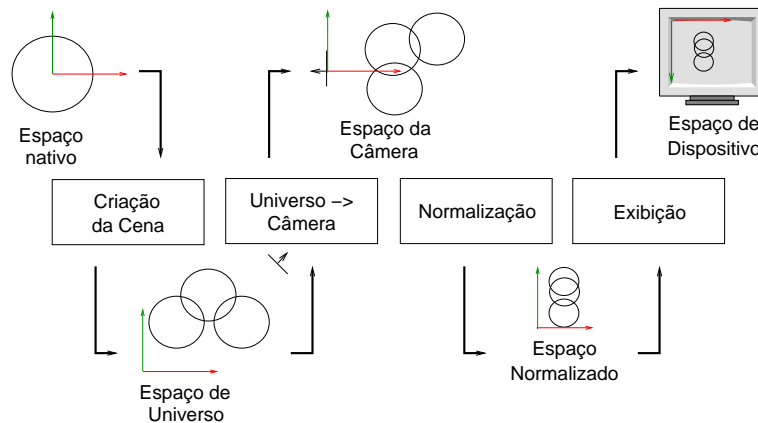 Espaço
nativo
Espaço da
Câmera
Espaço de
Dispositivo
Criação
da Cena
Universo −>
Câmera
Normalização
Exibição
Espaço de
Universo
Espaço
Normalizado